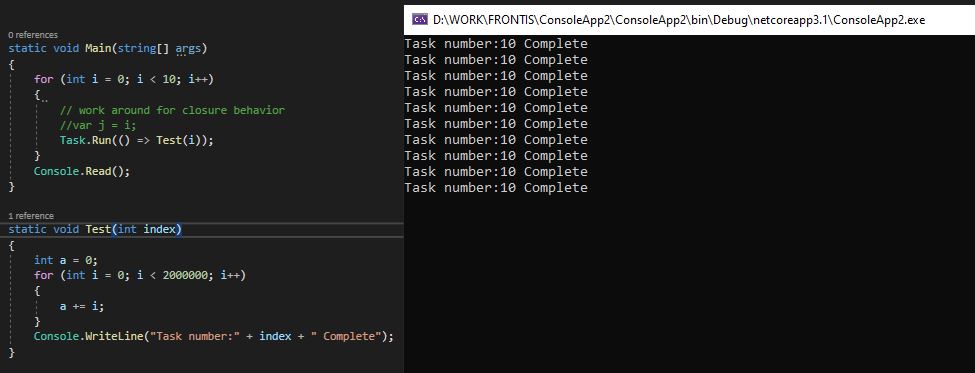 0 references
static void Main(string[] args)
{
for (int i = 0; i < 10; i++)
{
// work around for closure behavior
//var j = i;
Task.Run(() => Test(i));
}
Console.Read();
}
1 reference
static void Test(int index)
{
int a = 0;
for (int i = 0; i < 2000000; i++)
{
a += i;
}
Console.WriteLine("Task number:" + index + " Complete");
}
D:\WORK\FRONTIS\ConsoleApp2\ConsoleApp2\bin\Debug\netcoreapp3.1\ConsoleApp2.exe
Task number:10 Complete
Task number:10 Complete
Task number:10 Complete
Task number:10 Complete
Task number:10 Complete
Task number:10 Complete
Task number:10 Complete
Task number:10 Complete
Task number:10 Complete
Task number:10 Complete